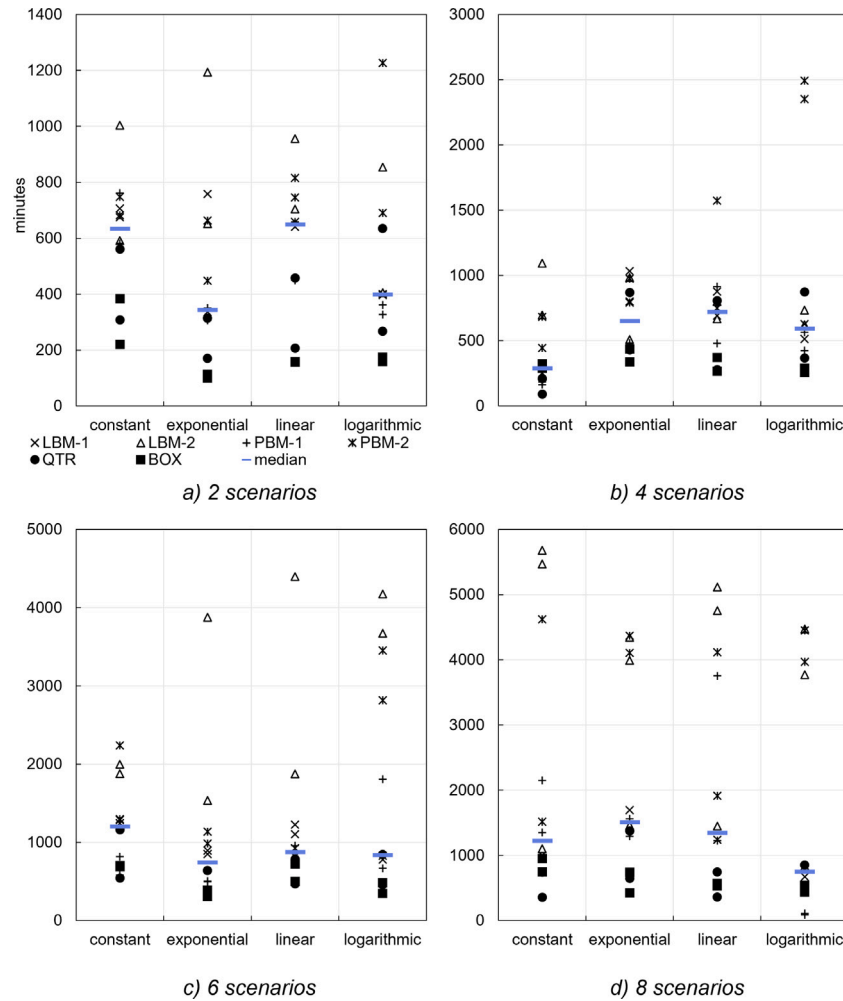 1400
1200
1000
800
600
400
200
0
minutes
constant exponential linear logarithmic
LBM-1 LBM-2 PBM-1 PBM-2
QTR BOX median
a) 2 scenarios
3000
2500
2000
1500
1000
500
0
constant exponential linear logarithmic
b) 4 scenarios
5000
4000
3000
2000
1000
0
constant exponential linear logarithmic
c) 6 scenarios
6000
5000
4000
3000
2000
1000
0
constant exponential linear logarithmic
d) 8 scenarios